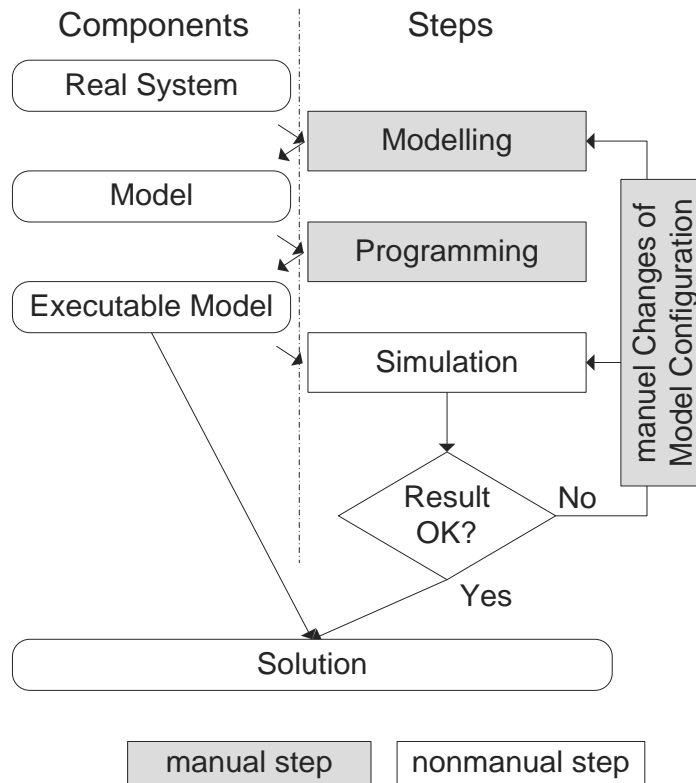 Components
Steps
Real System
Modelling
Model
Programming
Executable Model
Simulation
manuel Changes of
Model Configuration
Result
OK?
No
Yes
Solution
manual step
nonmanual step